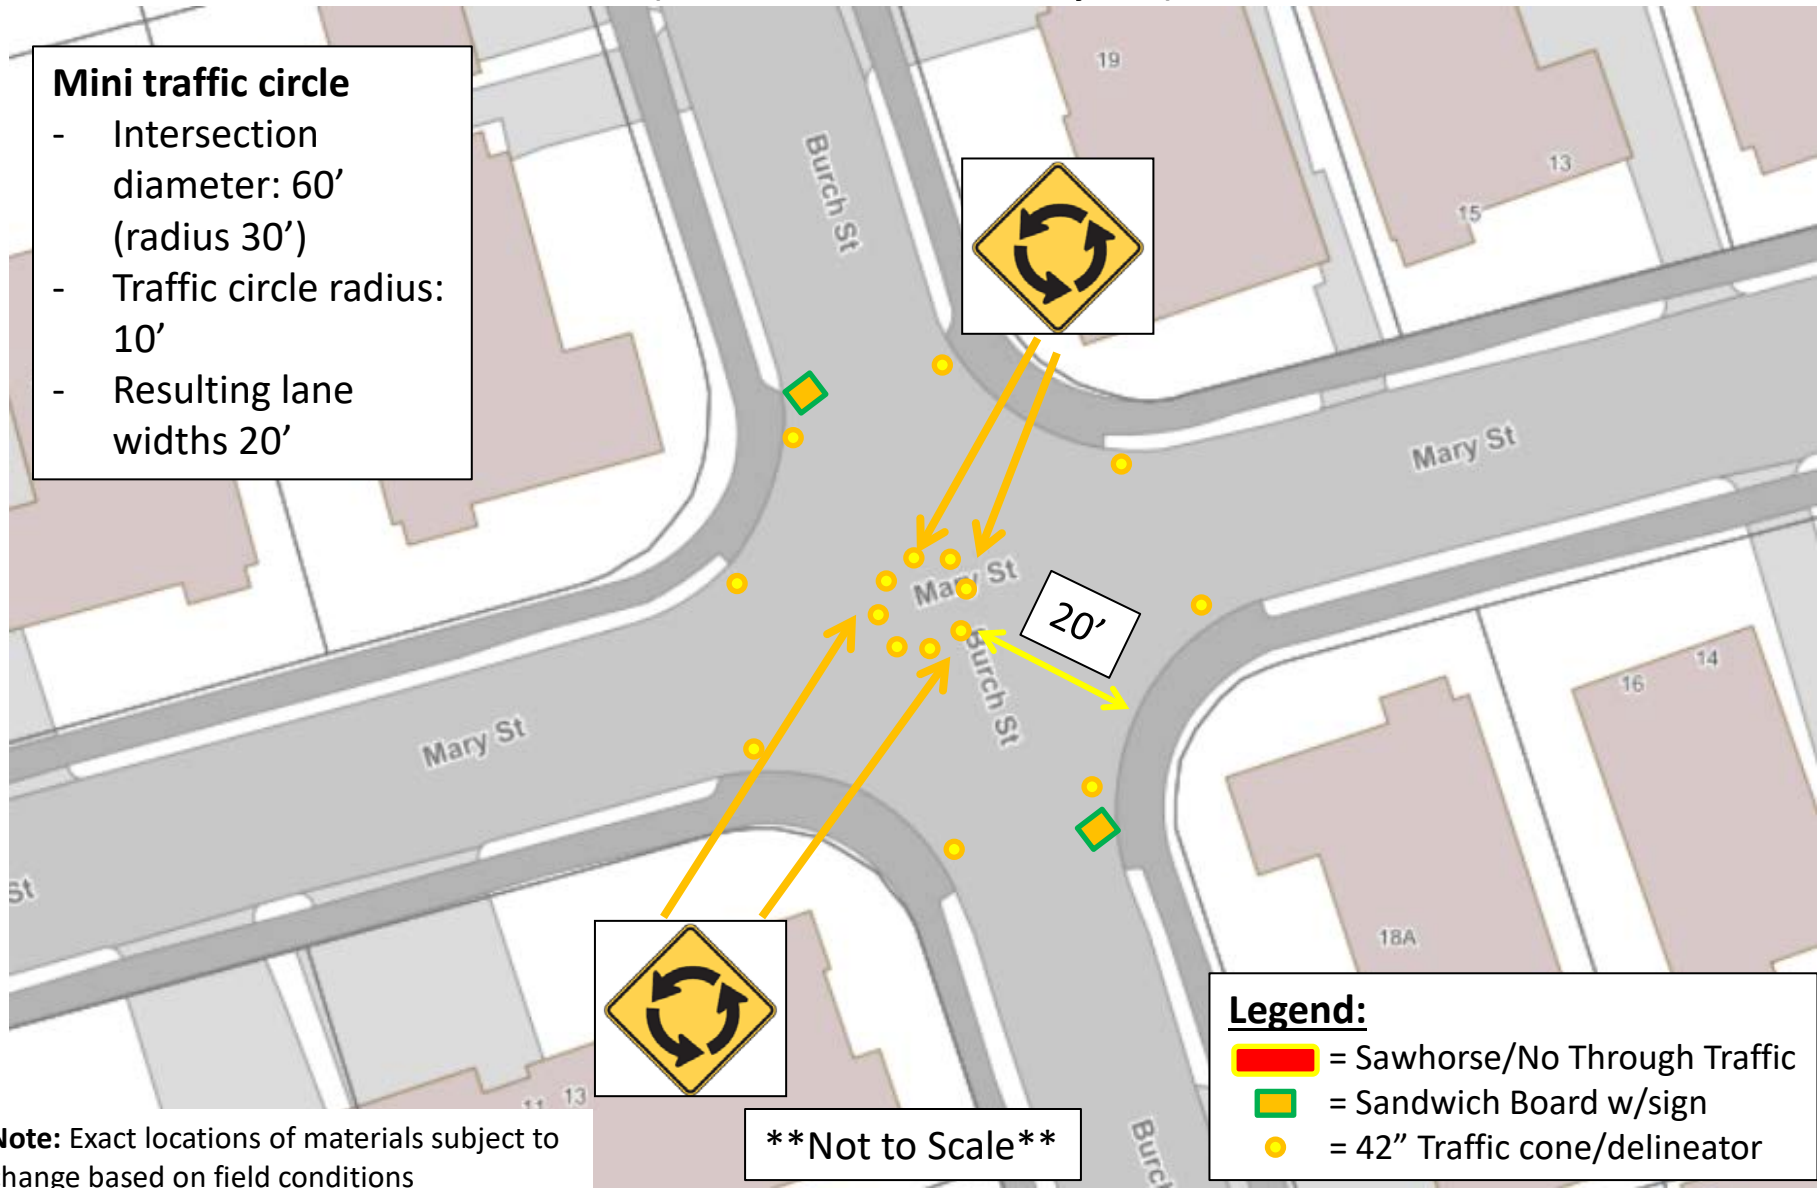 Mini traffic circle
- Intersection
diameter: 60’
(radius 30’)
- Traffic circle radius:
10’
- Resulting lane
widths 20’
19
13
15
Burch St
Mary St
Mary St
20’
Burch St
14
16
Mary St
St
18A
Legend:
= Sawhorse/No Through Traffic
= Sandwich Board w/sign
= 42” Traffic cone/delineator
11 13
Note: Exact locations of materials subject to
change based on field conditions
**Not to Scale**
Burch